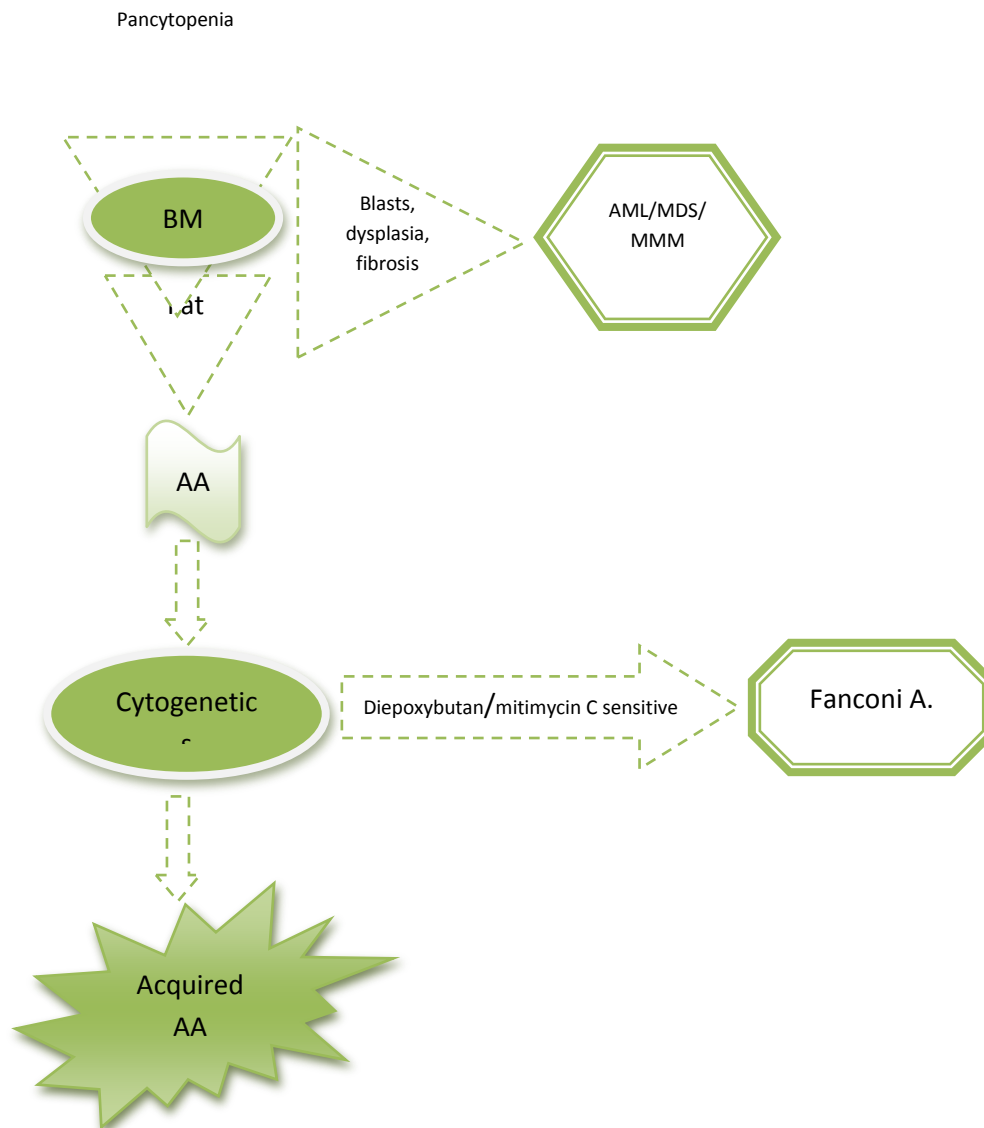 Pancytopenia
BM
Blasts,
dysplasia,
fibrosis
AML/MDS/
MMM
AA
Cytogenetic
s
Diepoxybutan/mitimycin C sensitive
Fanconi A.
Acquired
AA